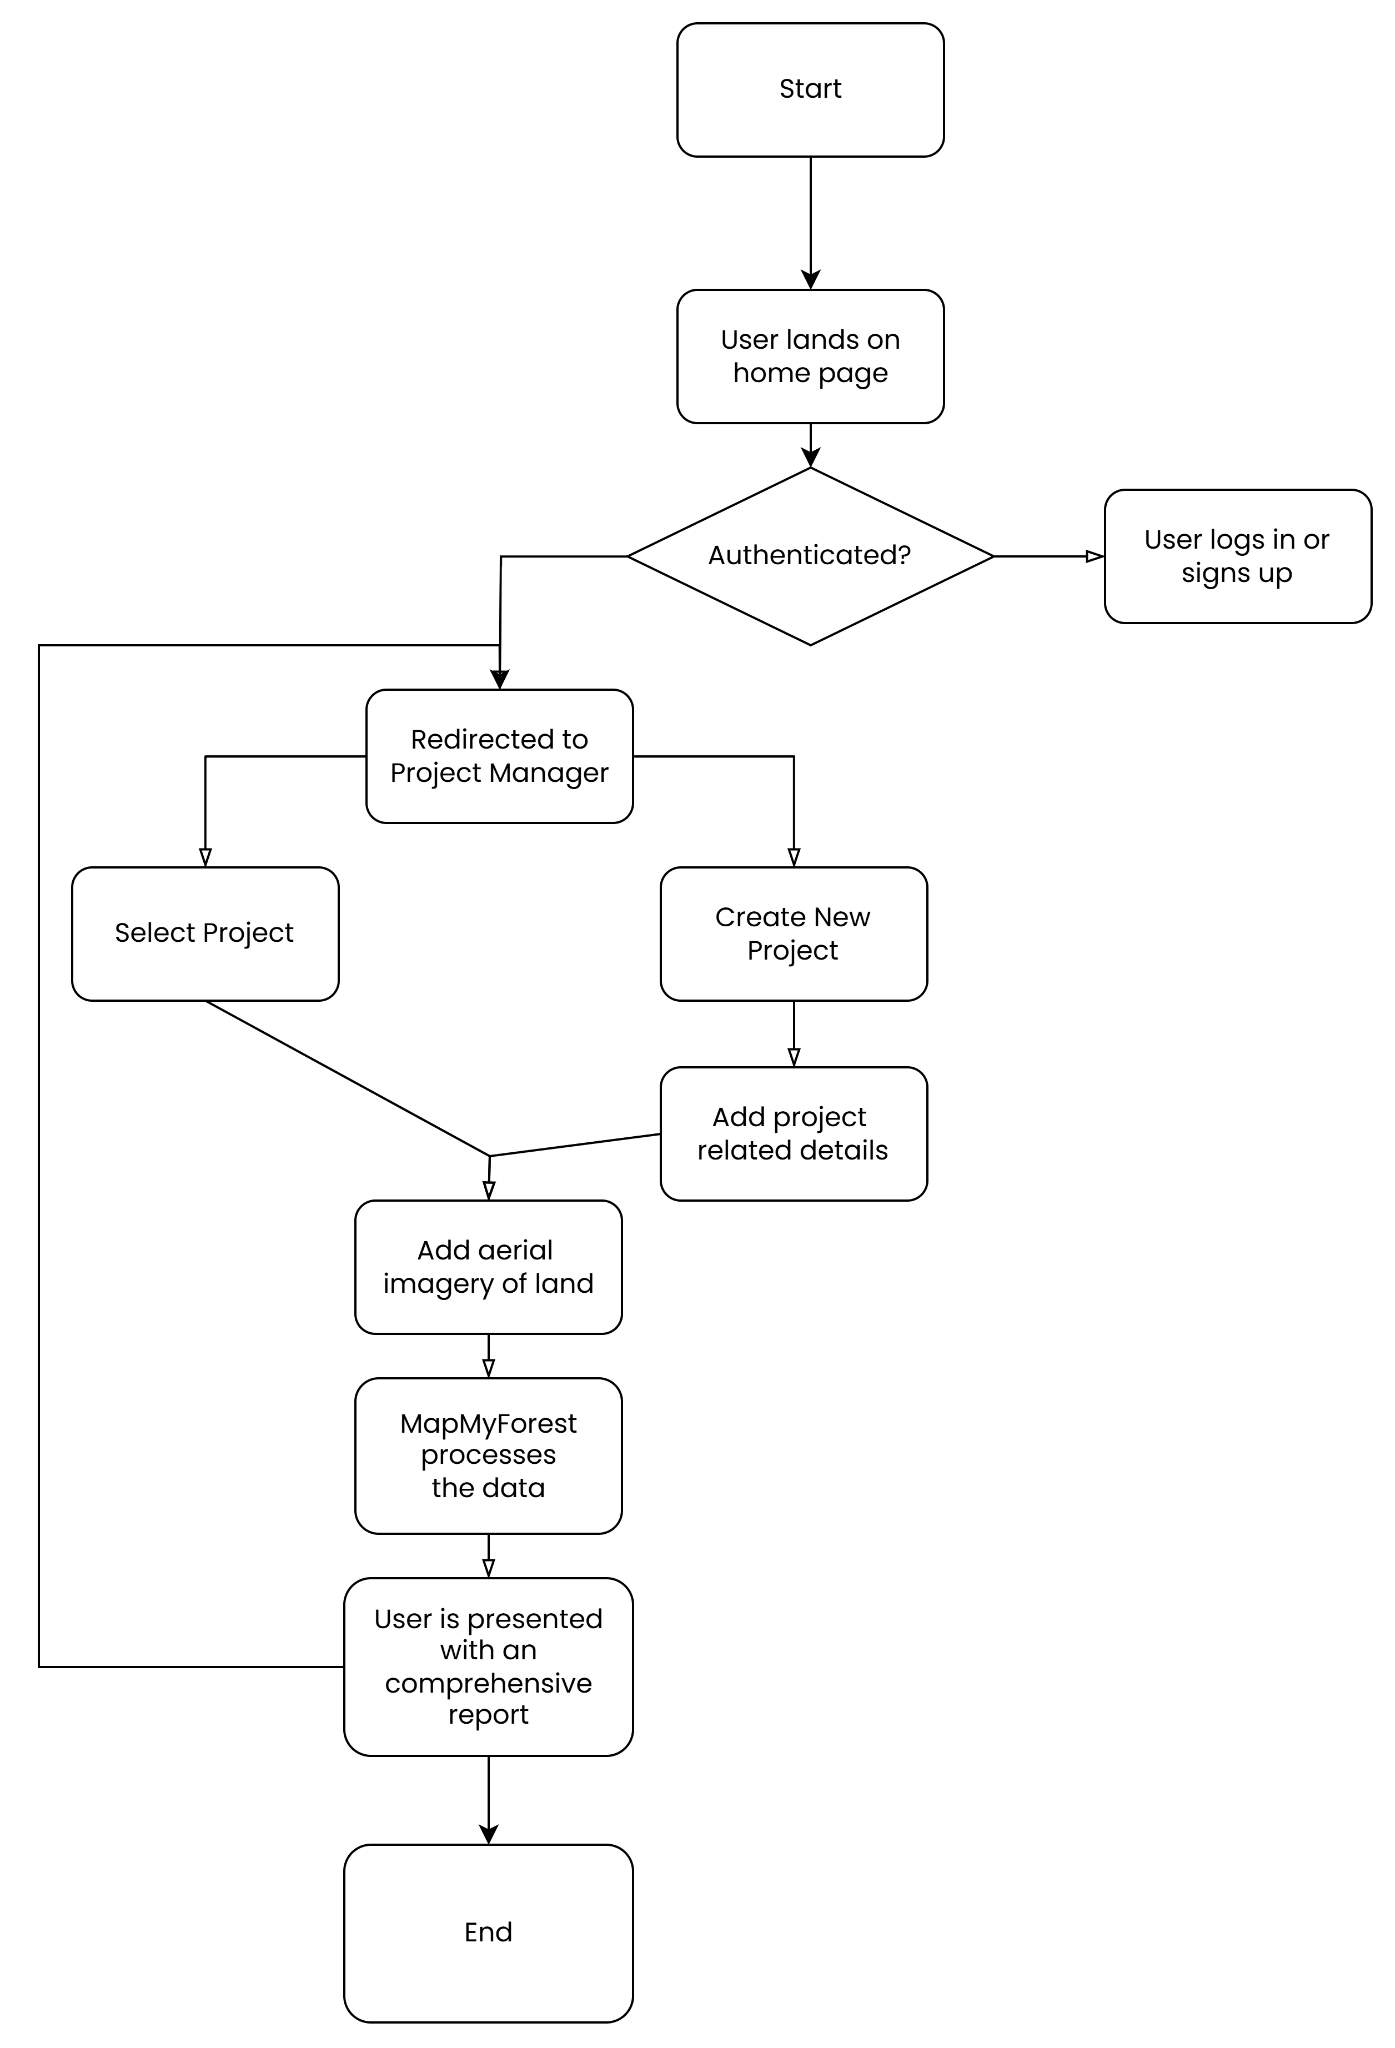 Start
User lands on
home page
Authenticated?
User logs in or
signs up
Redirected to
Project Manager
Select Project
Create New
Project
Add project
related details
Add aerial
imagery of land
MapMyForest
processes
the data
User is presented
with an
comprehensive
report
End